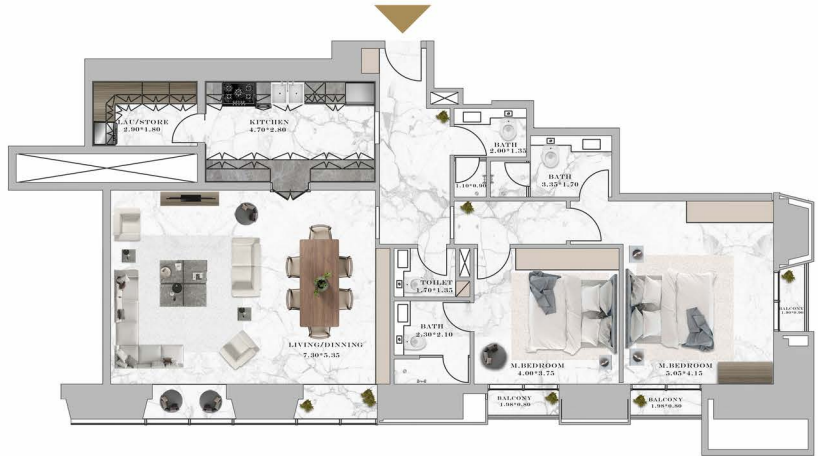 LAU/STORE
2.90*1.80
KITCHEN
4.70*2.80
BATH
2.00*1.35
1.10*0.90
BATH
3.35*1.70
TOILET
1.70*1.35
BATH
2.30*2.10
LIVING/DINNING
7.30*5.35
M.BEDROOM
4.00*3.75
M.BEDROOM
5.05*4.15
BALCONY
BALCONY
1.98*0.80
BALCONY
1.98*0.80